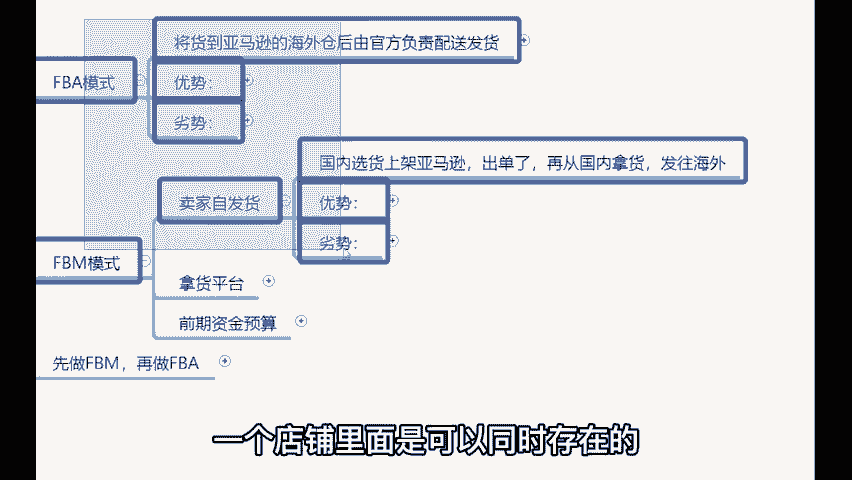 将货到亚马逊的海外仓后由官方负责配送发货
FBA模式
优势：
劣势：
国内选货上架亚马逊，出单了，再从国内拿货，发往海外
卖家自发货
优势：
劣势：
FBM模式
拿货平台
前期资金预算
先做FBM，再做FBA
一个店铺里面是可以同时存在的